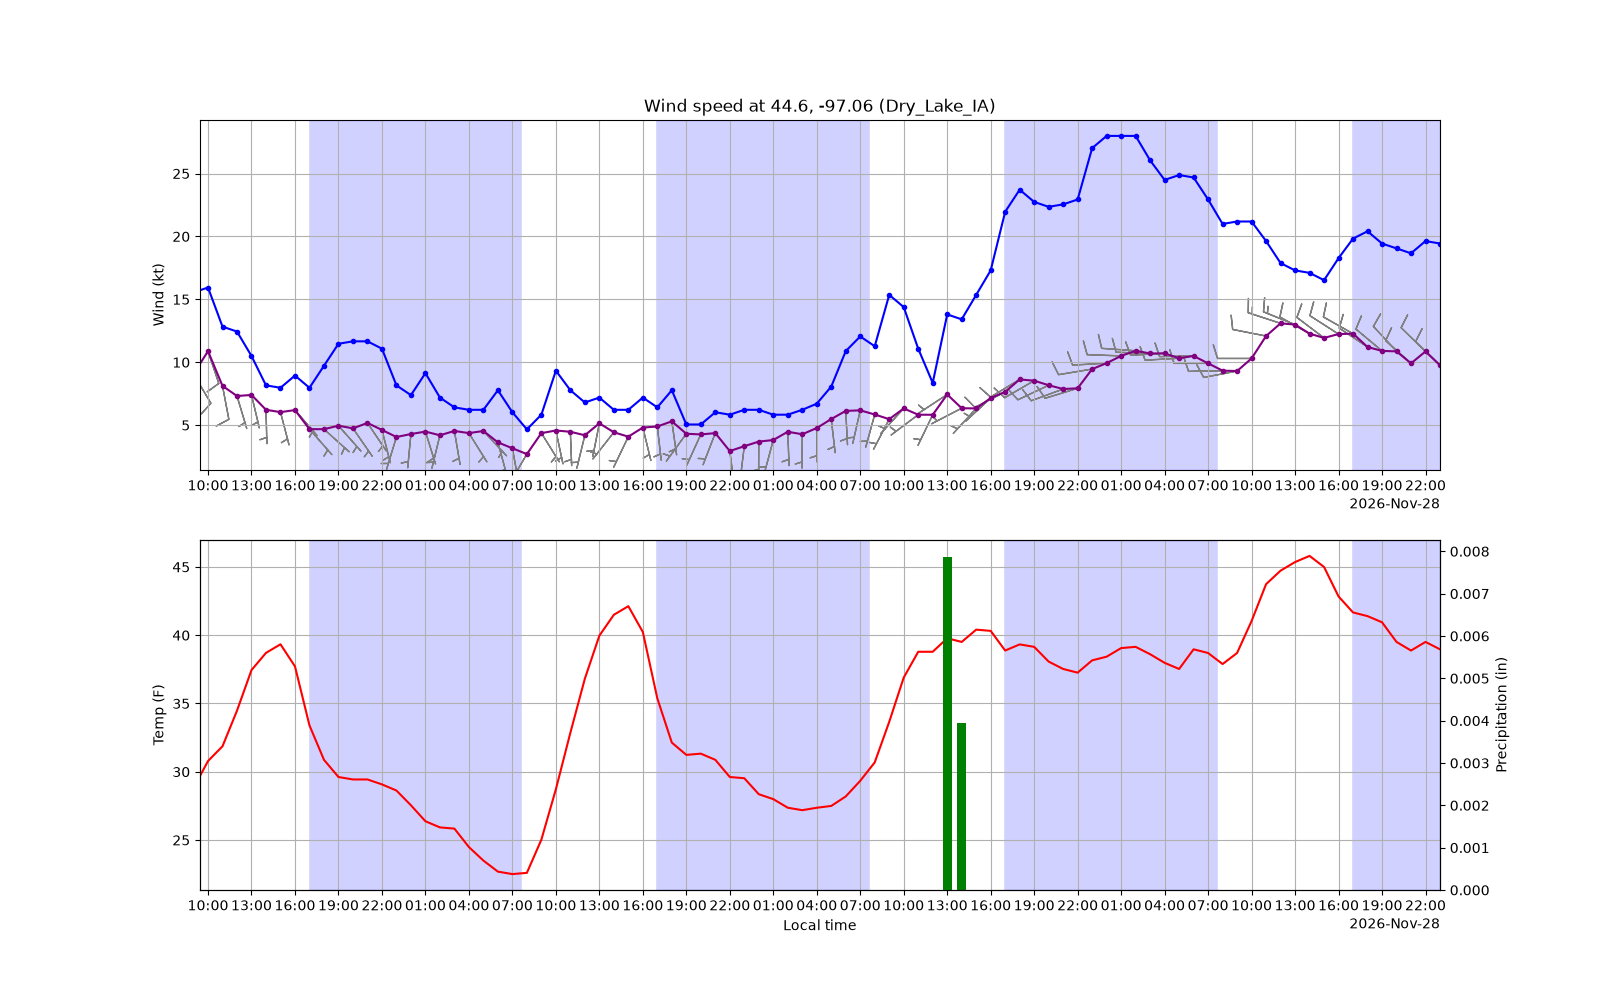 Wind speed at 44.6, -97.06 (Dry_Lake_IA)
Wind (kt)
25
20
15
10
5
10:00 13:00 16:00 19:00 22:00 01:00 04:00 07:00 10:00 13:00 16:00 19:00 22:00 01:00 04:00 07:00 10:00 13:00 16:00 19:00 22:00 01:00 04:00 07:00 10:00 13:00 16:00 19:00 22:00
2026-Nov-28
Temp (F)
45
40
35
30
25
Precipitation (in)
0.008
0.007
0.006
0.005
0.004
0.003
0.002
0.001
0.000
10:00 13:00 16:00 19:00 22:00 01:00 04:00 07:00 10:00 13:00 16:00 19:00 22:00 01:00 04:00 07:00 10:00 13:00 16:00 19:00 22:00 01:00 04:00 07:00 10:00 13:00 16:00 19:00 22:00
Local time
2026-Nov-28